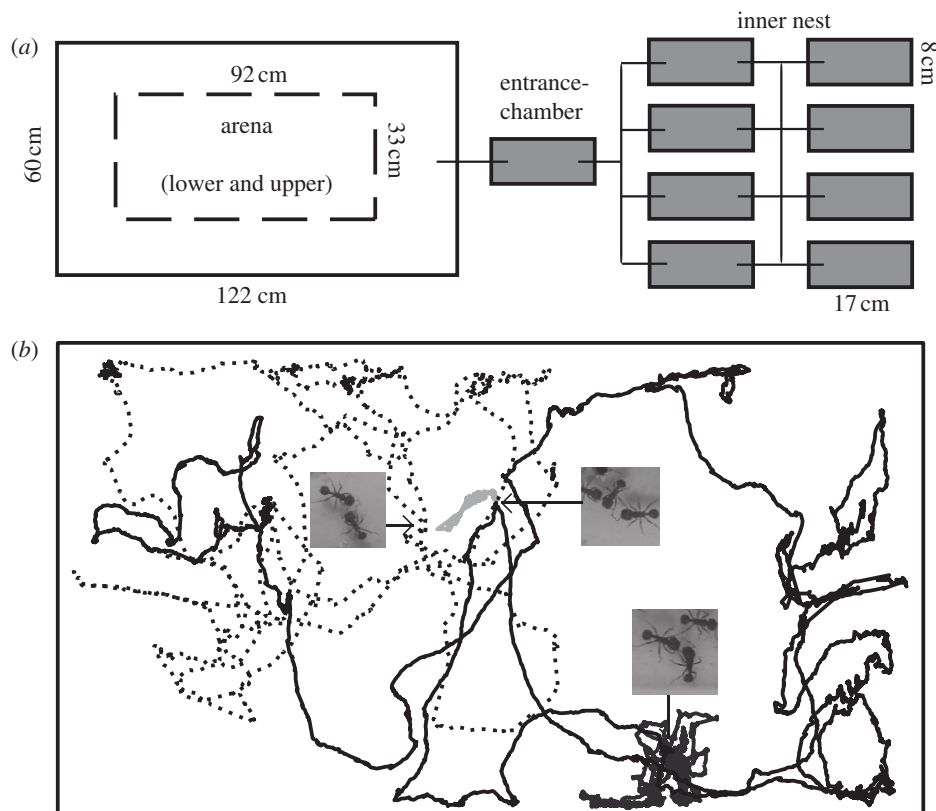 (a)
inner nest
92 cm
entrance-
chamber
8 cm
arena
60 cm
33 cm
(lower and upper)
122 cm
17 cm
(b)